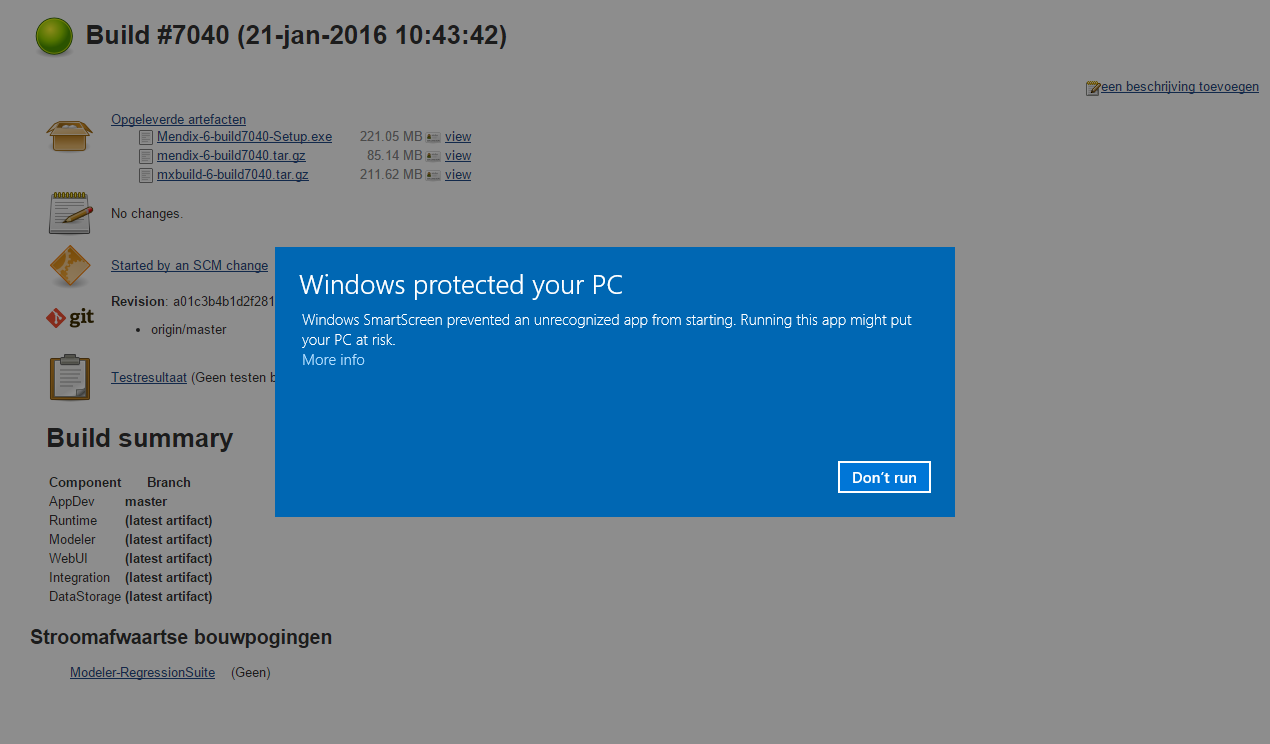 Build #7040 (21-jan-2016 10:43:42)
een beschrijving toevoegen
Opgeleverde artefacten
Mendix-6-build7040-Setup.exe 221.05 MB view
mendix-6-build7040.tar.gz 85.14 MB view
mxbuild-6-build7040.tar.gz 211.62 MB view
No changes.
Started by an SCM change
git
Revision: a01c3b4b1d2f281
• origin/master
Testresultaat (Geen testen b
Windows protected your PC
Windows SmartScreen prevented an unrecognized app from starting. Running this app might put
your PC at risk.
More info
Don't run
Build summary
Component Branch
AppDev master
Runtime (latest artifact)
Modeler (latest artifact)
WebUI (latest artifact)
Integration (latest artifact)
DataStorage (latest artifact)
Stroomafwaartse bouwpogingen
Modeler-RegressionSuite (Geen)